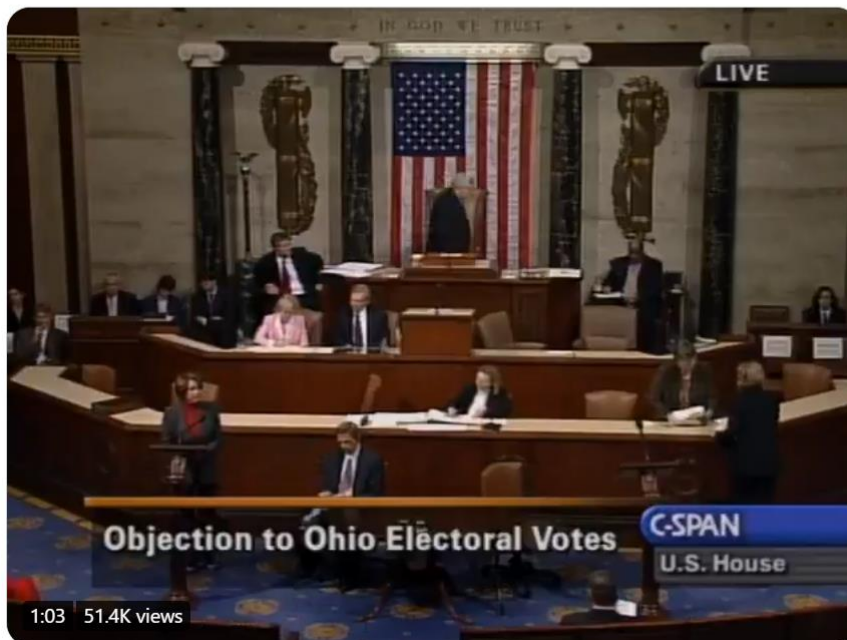 IN GOD WE TRUST
LIVE
Objection to Ohio Electoral Votes
C-SPAN
U.S. House
1:03 51.4K views